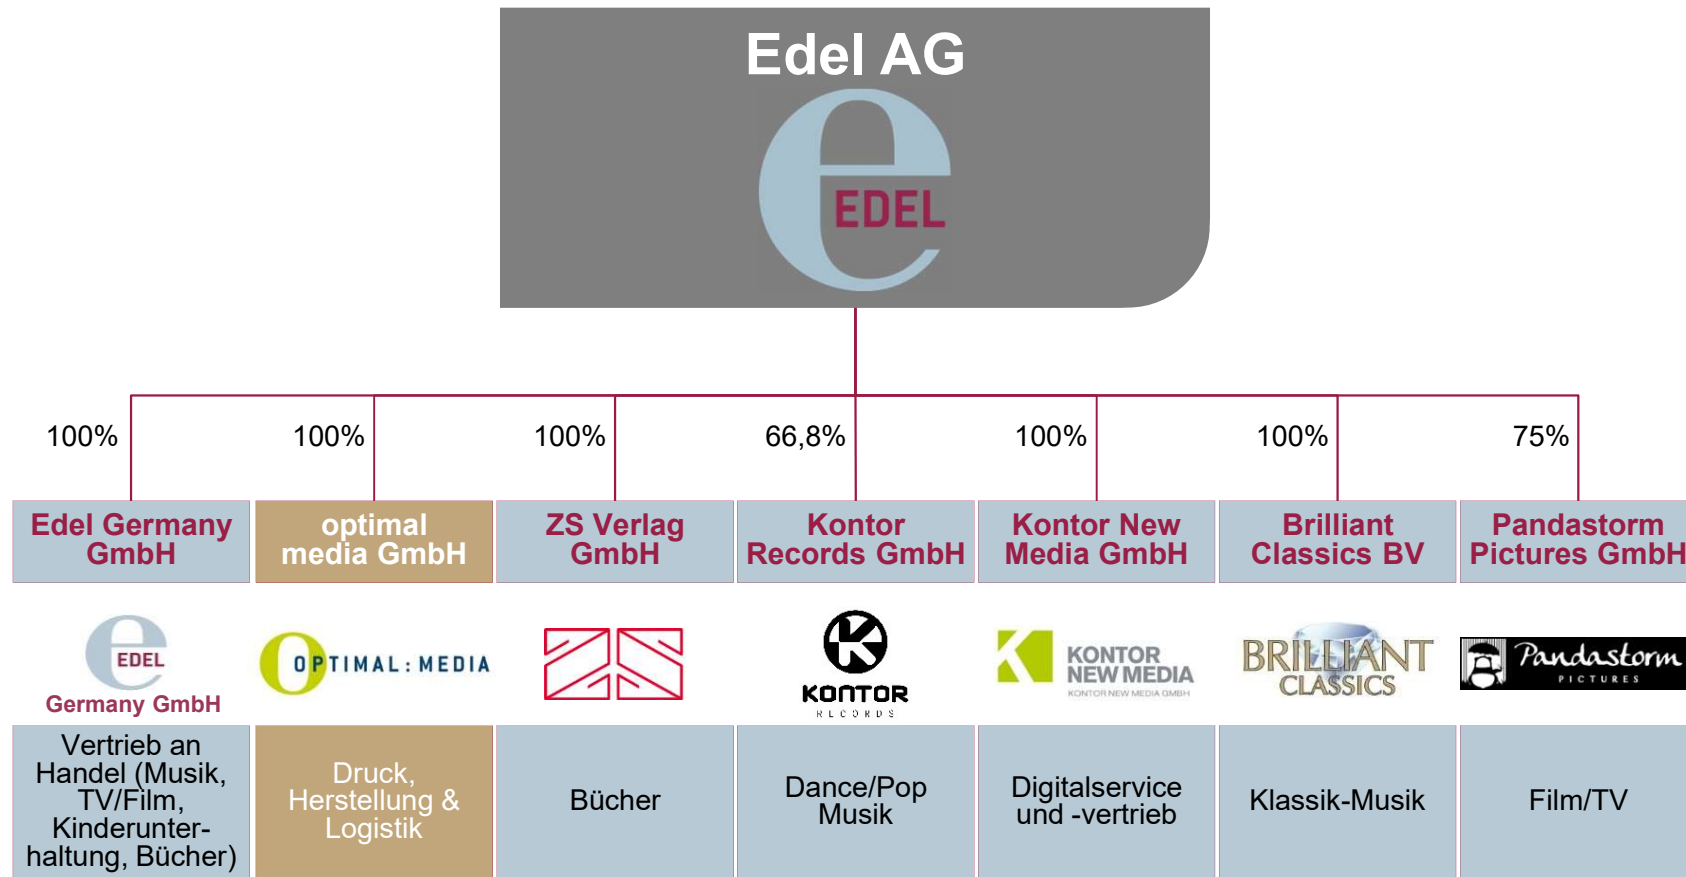 Edel AG
EDEL
100%
100%
100%
66,8%
100%
100%
75%
Edel Germany
GmbH
optimal
media GmbH
ZS Verlag
GmbH
Kontor
Records GmbH
Kontor New
Media GmbH
Brilliant
Classics BV
Pandastorm
Pictures GmbH
EDEL
Germany GmbH
OPTIMAL:MEDIA
KONTOR
RECORDS
KONTOR
NEW MEDIA
KONTOR NEW MEDIA GMBH
BRILLIANT
CLASSICS
Pandastorm
PICTURES
Vertrieb an
Handel (Musik,
TV/Film,
Kinderunter-
haltung, Bücher)
Druck,
Herstellung &
Logistik
Bücher
Dance/Pop
Musik
Digitalservice
und -vertrieb
Klassik-Musik
Film/TV